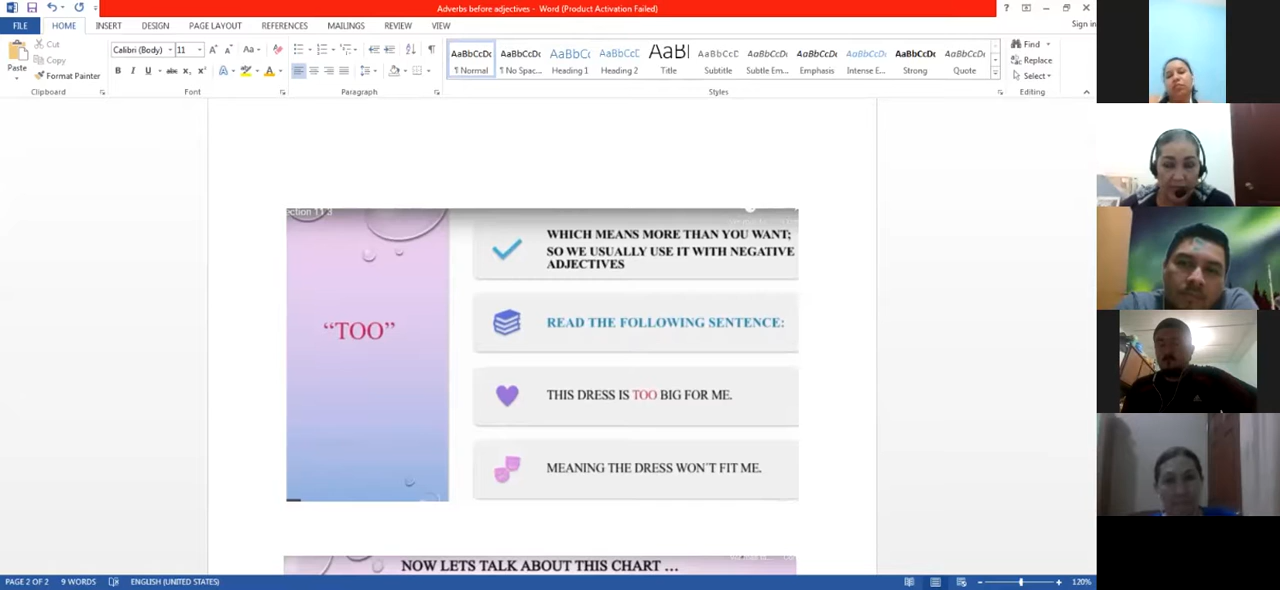 Adverbs before adjectives - Word (Product Activation Failed)
Sign in
FILE HOME INSERT DESIGN PAGE LAYOUT REFERENCES MAILINGS REVIEW VIEW
Paste
Cut
Copy
Format Painter
Clipboard
Calibri (Body) 11
Font
Paragraph
AaBbCcDc AaBbCcDc AaBbCc AaBbCcC AaBl AaBbCcC AaBbCcDc AaBbCcDc AaBbCcDc AaBbCcDc AaBbCcDc
¶ Normal ¶ No Spac... Heading 1 Heading 2 Title Subtitle Subtle Em... Emphasis Intense E... Strong Quote
Styles
Find
Replace
Select
Editing
ction 11 3
“TOO”
WHICH MEANS MORE THAN YOU WANT;
SO WE USUALLY USE IT WITH NEGATIVE
ADJECTIVES
READ THE FOLLOWING SENTENCE:
THIS DRESS IS TOO BIG FOR ME.
MEANING THE DRESS WON´T FIT ME.
NOW LETS TALK ABOUT THIS CHART ...
PAGE 2 OF 2 9 WORDS ENGLISH (UNITED STATES) 120%